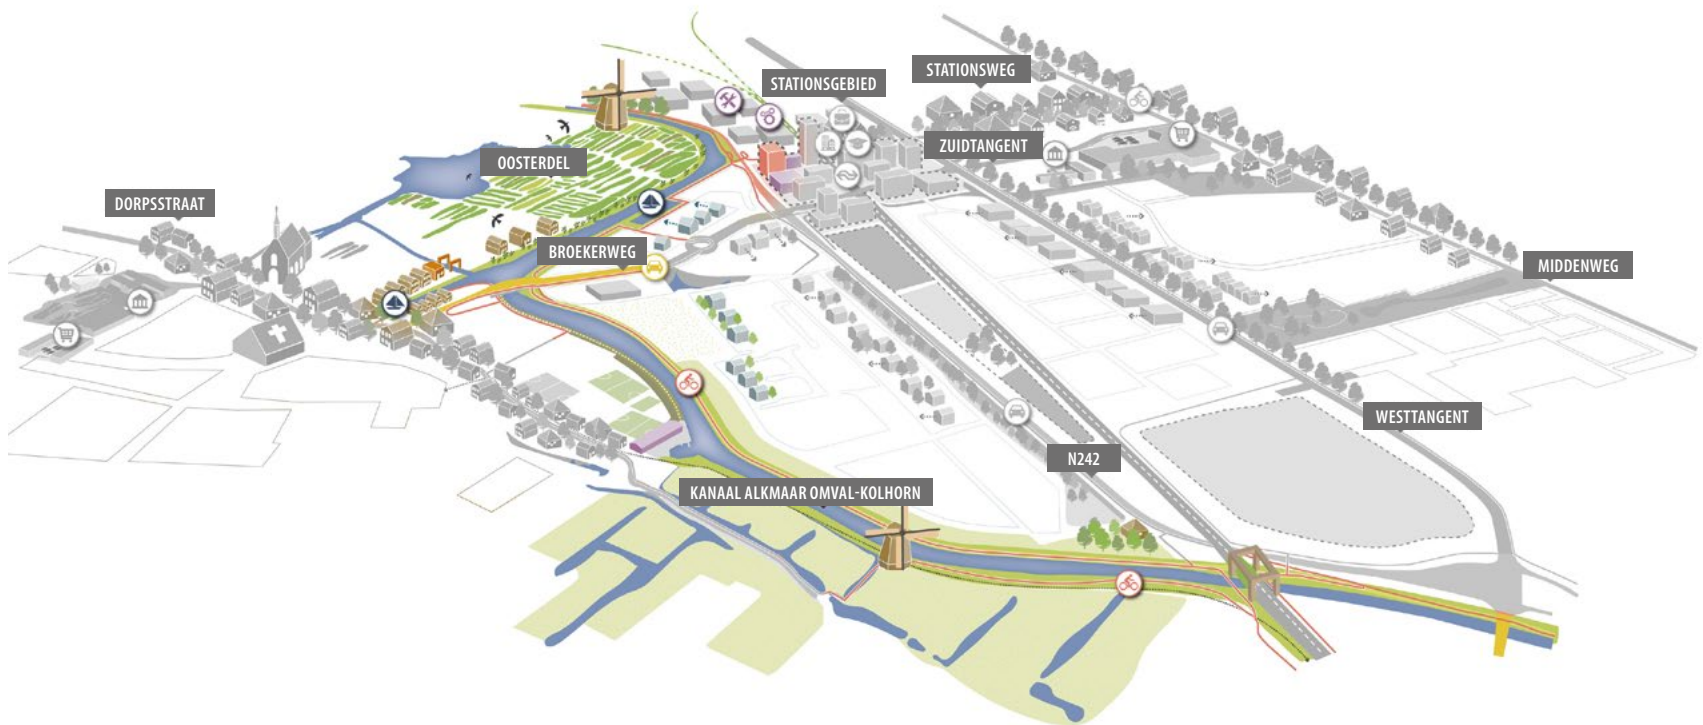 STATIONSGEBIED
STATIONSWEG
ZUIDTANGENT
OOSTERDEL
DORPSSTRAAT
BROEKERWEG
MIDDENWEG
WESTTANGENT
N242
KANAAL ALKMAAR OMVAL-KOLHORN